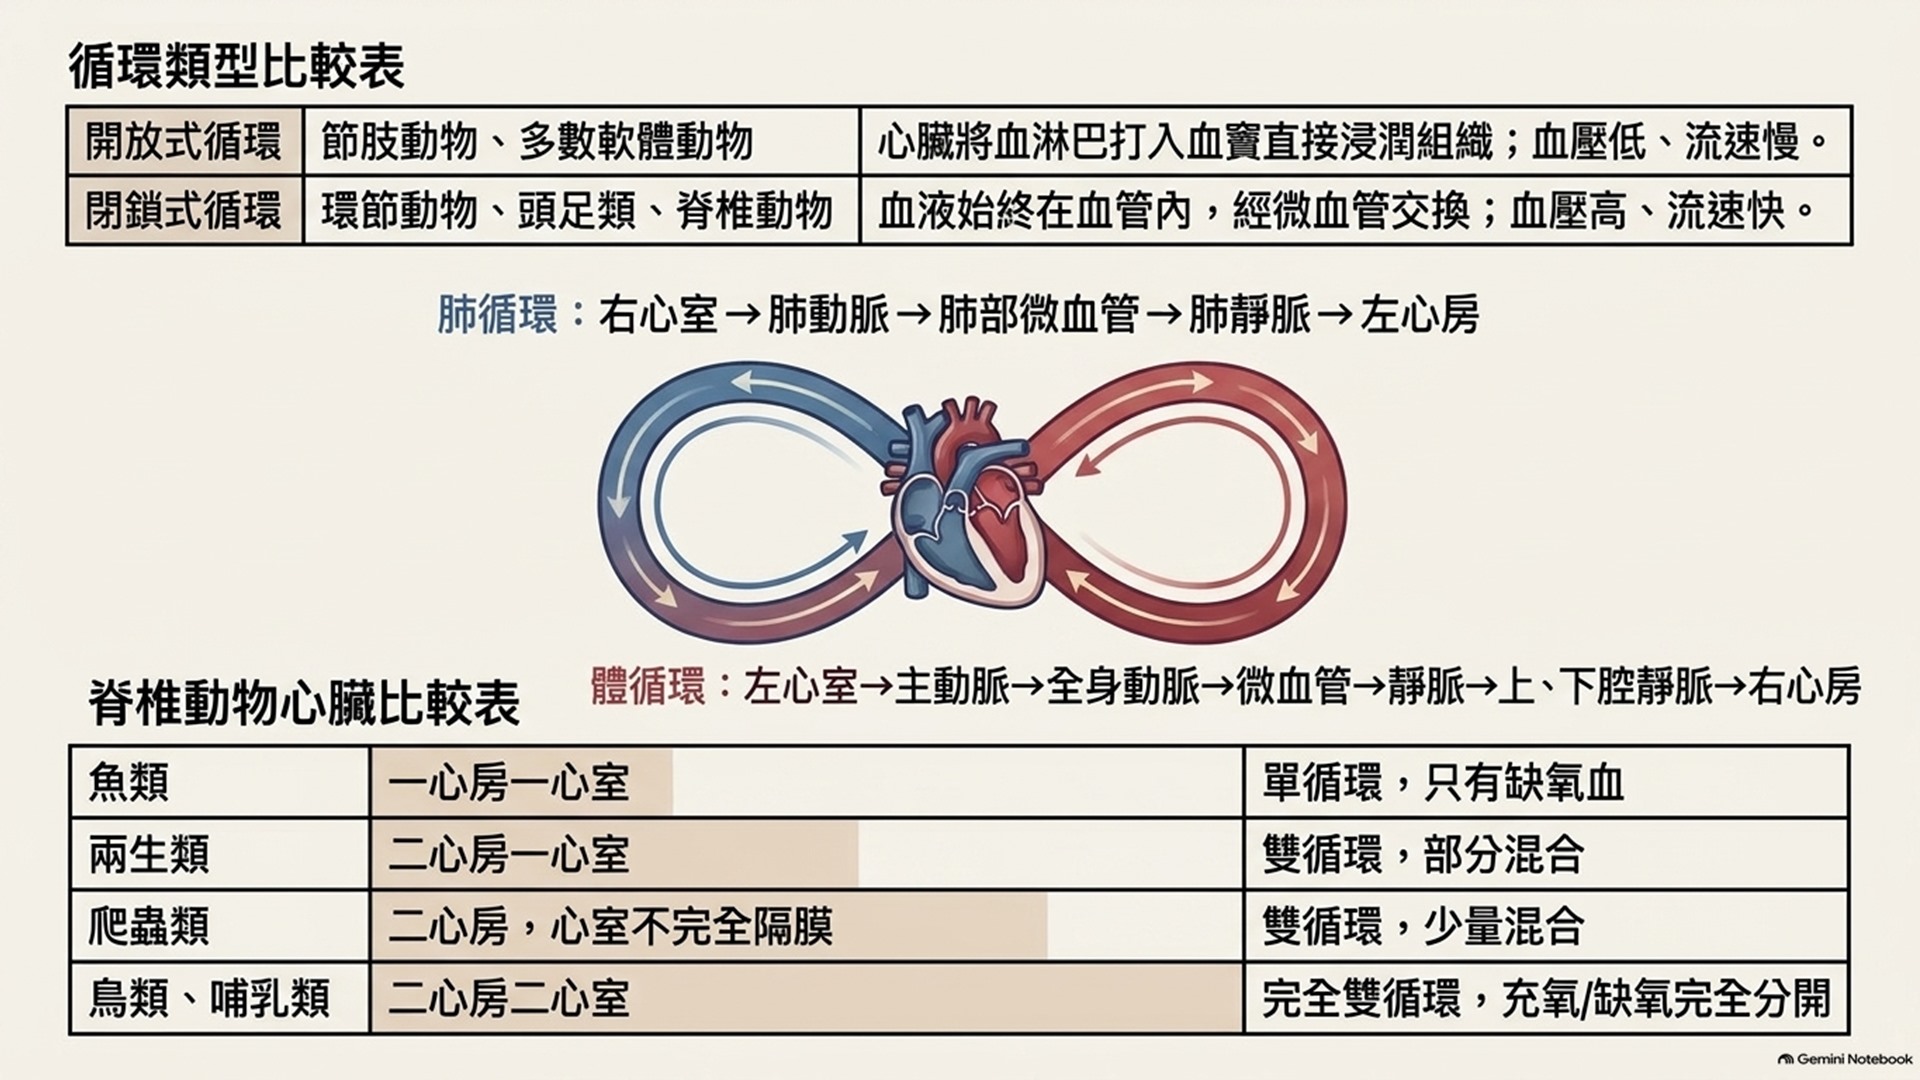 循環類型比較表
開放式循環 節肢動物、多數軟體動物 心臟將血淋巴打入血竇直接浸潤組織；血壓低、流速慢。
閉鎖式循環 環節動物、頭足類、脊椎動物 血液始終在血管內，經微血管交換；血壓高、流速快。
肺循環：右心室→肺動脈→肺部微血管→肺靜脈→左心房
體循環：左心室→主動脈→全身動脈→微血管→靜脈→上、下腔靜脈→右心房
脊椎動物心臟比較表
魚類 一心房一心室 單循環，只有缺氧血
兩生類 二心房一心室 雙循環，部分混合
爬蟲類 二心房，心室不完全隔膜 雙循環，少量混合
鳥類、哺乳類 二心房二心室 完全雙循環，充氧/缺氧完全分開
Gemini Notebook